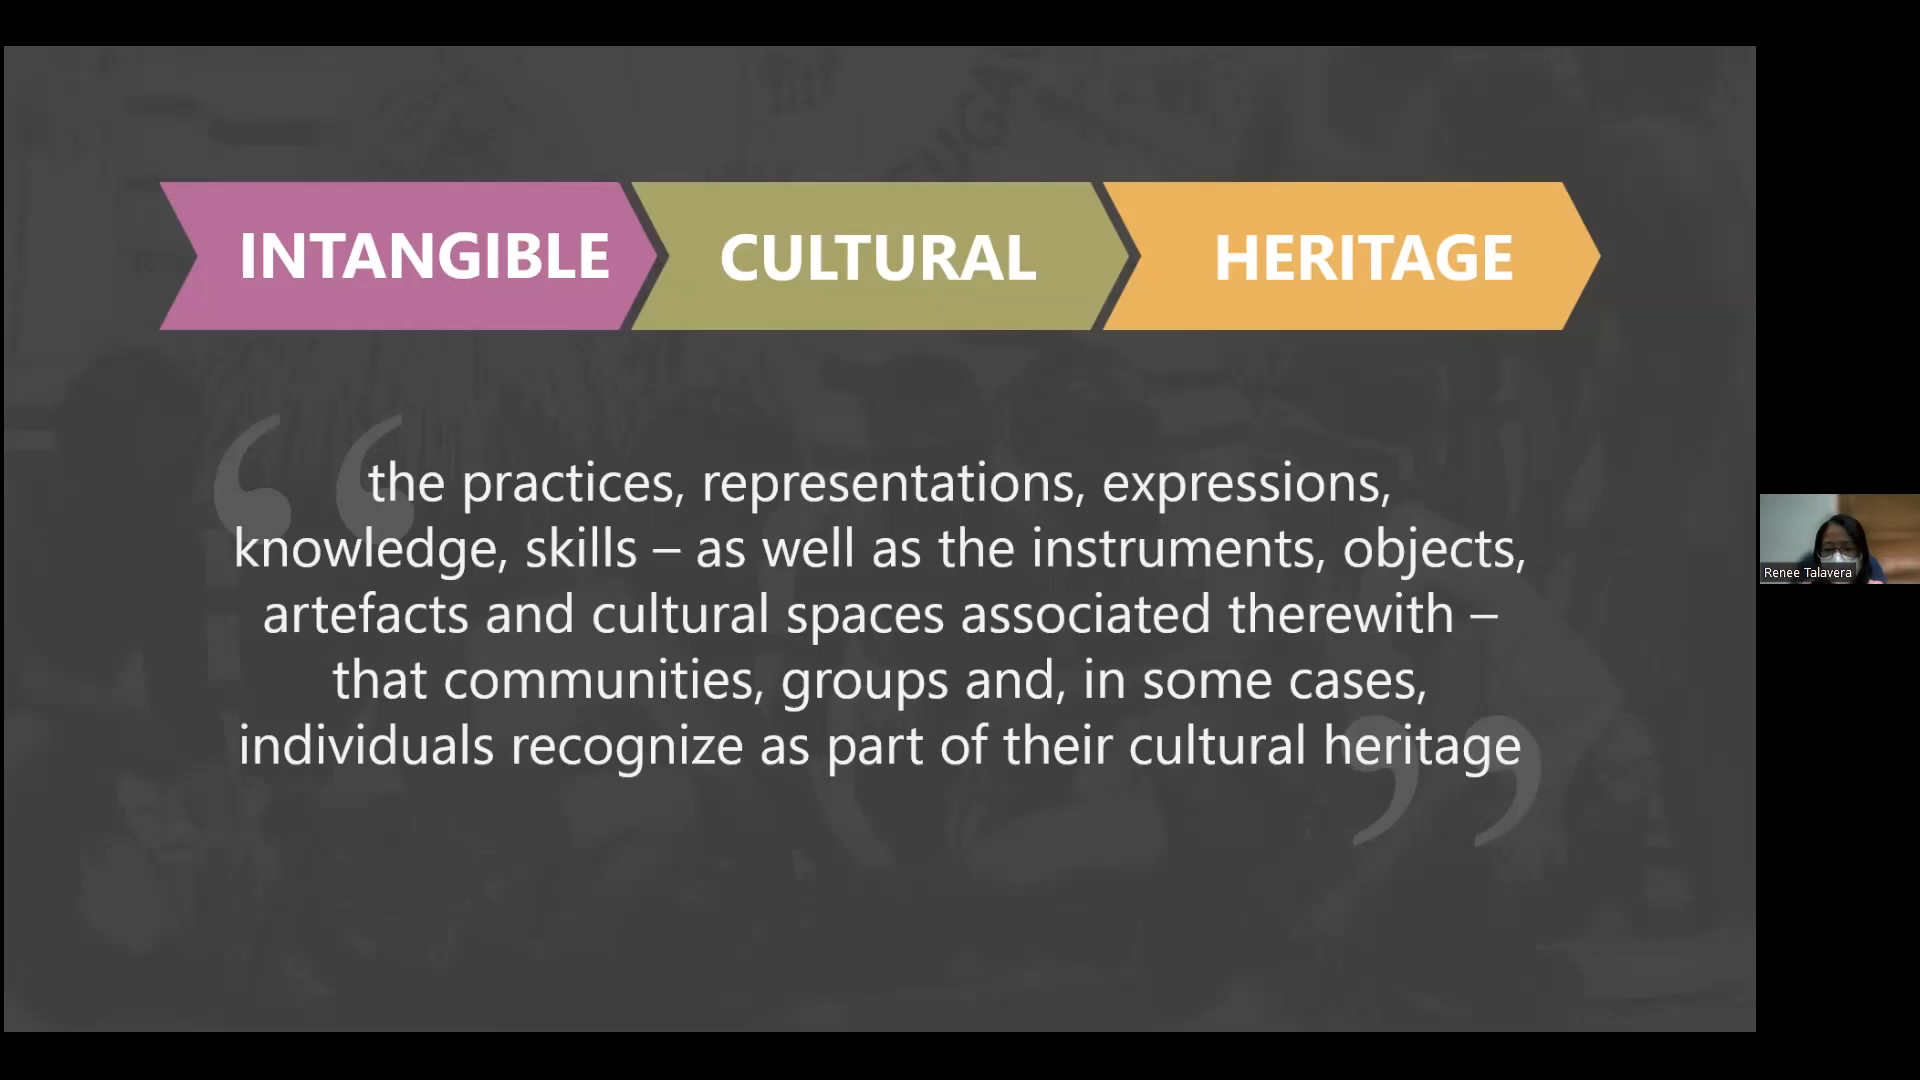 INTANGIBLE CULTURAL HERITAGE
the practices, representations, expressions,
knowledge, skills – as well as the instruments, objects,
artefacts and cultural spaces associated therewith –
that communities, groups and, in some cases,
individuals recognize as part of their cultural heritage
Renee Talavera